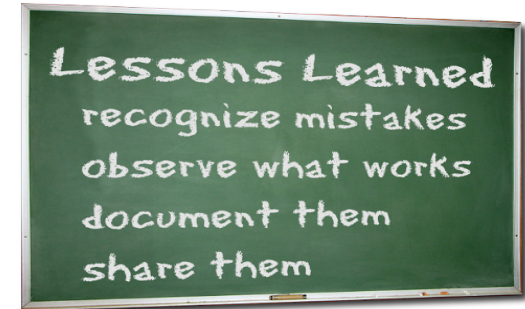 Lessons Learned
recognize mistakes
observe what works
document them
share them